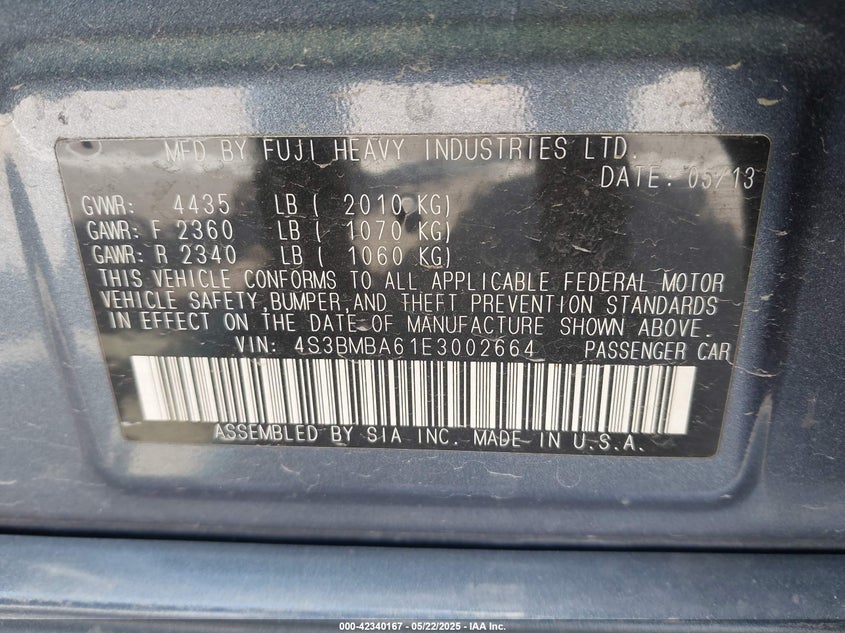 MFD BY FUJI HEAVY INDUSTRIES LTD.
DATE: 05/13
GVWR: 4435 LB ( 2010 KG)
GAWR: F 2360 LB ( 1070 KG)
GAWR: R 2340 LB ( 1060 KG)
THIS VEHICLE CONFORMS TO ALL APPLICABLE FEDERAL MOTOR
VEHICLE SAFETY,BUMPER,AND THEFT PREVENTION STANDARDS
IN EFFECT ON THE DATE OF MANUFACTURE SHOWN ABOVE.
VIN: 4S3BMBA61E3002664 PASSENGER CAR
ASSEMBLED BY SIA INC. MADE IN U.S.A.
000-42340167 - 05/22/2025 - IAA Inc.